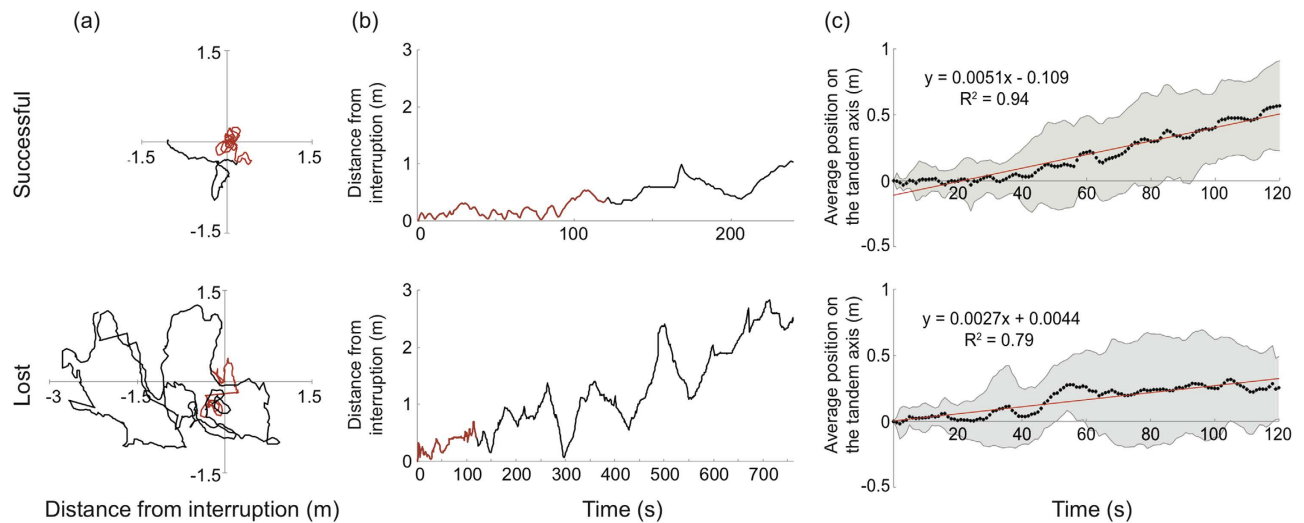 (a)
(b)
(c)
Successful
1.5
-1.5
1.5
-1.5
Distance from
interruption (m)
3
2
1
0
0
100
200
Average position on
the tandem axis (m)
1
0.5
0
-0.5
20
40
60
80
100
120
y = 0.0051x - 0.109
R² = 0.94
Lost
1.5
-3
-1.5
1.5
-1.5
Distance from interruption (m)
Distance from
interruption (m)
3
2
1
0
0
100
200
300
400
500
600
700
Time (s)
Average position on
the tandem axis (m)
1
0.5
0
-0.5
20
40
60
80
100
120
y = 0.0027x + 0.0044
R² = 0.79
Time (s)